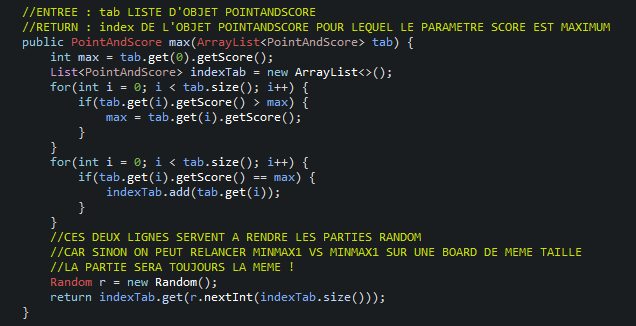 //ENTREE : tab LISTE D'OBJET POINTANDSCORE
//RETURN : index DE L'OBJET POINTANDSCORE POUR LEQUEL LE PARAMETRE SCORE EST MAXIMUM
public PointAndScore max(ArrayList<PointAndScore> tab) {
    int max = tab.get(0).getScore();
    List<PointAndScore> indexTab = new ArrayList<>();
    for(int i = 0; i < tab.size(); i++) {
        if(tab.get(i).getScore() > max) {
            max = tab.get(i).getScore();
        }
    }
    for(int i = 0; i < tab.size(); i++) {
        if(tab.get(i).getScore() == max) {
            indexTab.add(tab.get(i));
        }
    }
    //CES DEUX LIGNES SERVENT A RENDRE LES PARTIES RANDOM
    //CAR SINON ON PEUT RELANCER MINMAX1 VS MINMAX1 SUR UNE BOARD DE MEME TAILLE
    //LA PARTIE SERA TOUJOURS LA MEME !
    Random r = new Random();
    return indexTab.get(r.nextInt(indexTab.size()));
}